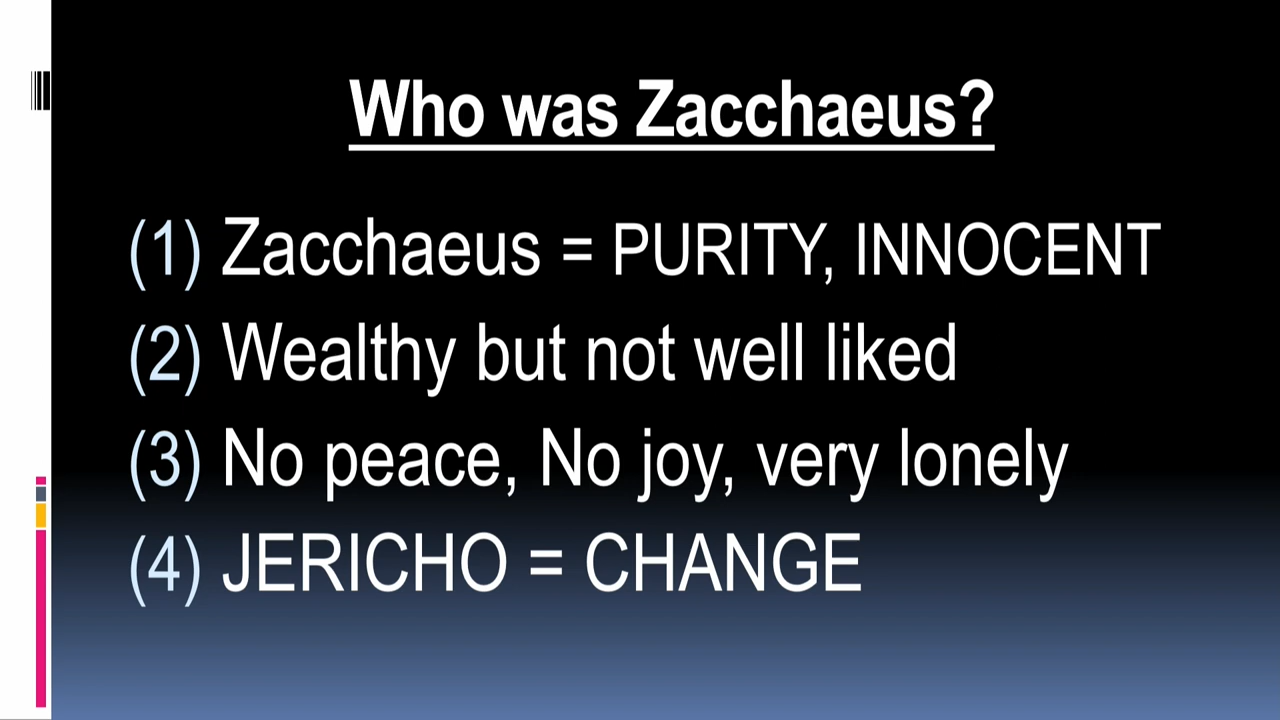 Who was Zacchaeus?
(1) Zacchaeus = PURITY, INNOCENT
(2) Wealthy but not well liked
(3) No peace, No joy, very lonely
(4) JERICHO = CHANGE